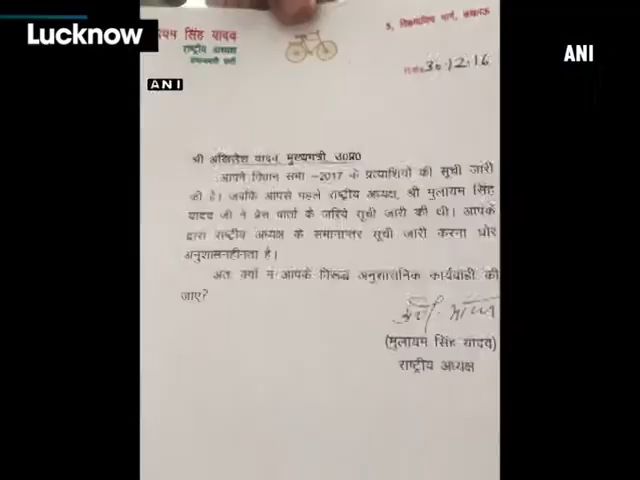 Lucknow
ANI
ANI
सिंह यादव
राष्ट्रीय अध्यक्ष
समाजवादी पार्टी
5, विक्रमादित्य मार्ग, लखनऊ
30.12.16
श्री अखिलेश यादव मुख्यमंत्री उ0प्र0
आपने विधान सभा -2017 के प्रत्याशियों की सूची जारी
की है। जबकि आपसे पहले राष्ट्रीय अध्यक्ष, श्री मुलायम सिंह
यादव जी ने प्रेस वार्ता के जरिये सूची जारी की थी। आपके
द्वारा राष्ट्रीय अध्यक्ष के समानान्तर सूची जारी करना घोर
अनुशासनहीनता है।
अतः क्यों न आपके विरूद्ध अनुशासनिक कार्यवाही की
जाए?
(मुलायम सिंह यादव)
राष्ट्रीय अध्यक्ष